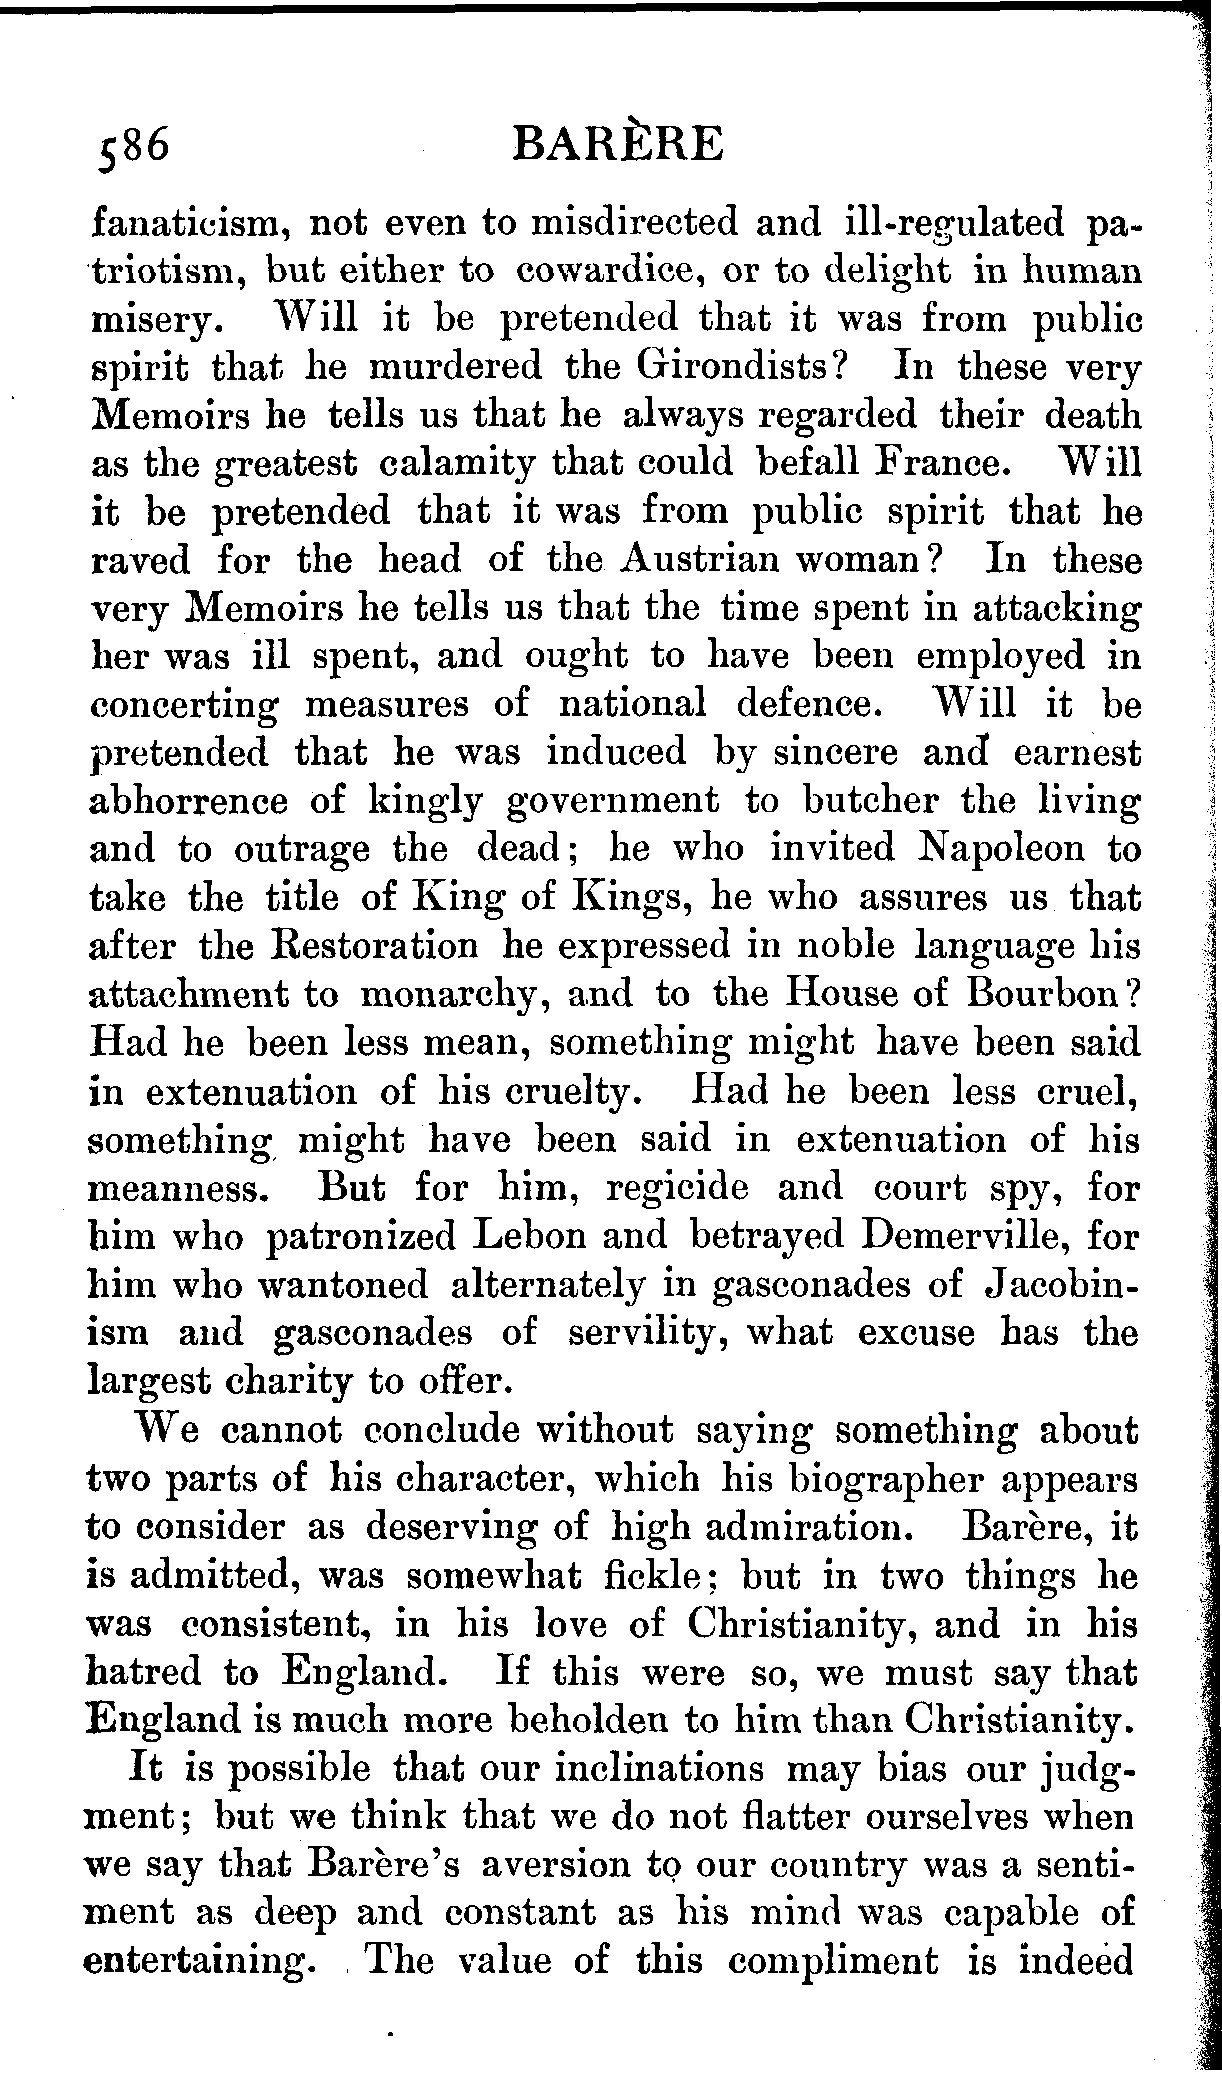 586 BARÈRE
fanaticism, not even to misdirected and ill-regulated pa-
triotism, but either to cowardice, or to delight in human
misery. Will it be pretended that it was from public
spirit that he murdered the Girondists? In these very
Memoirs he tells us that he always regarded their death
as the greatest calamity that could befall France. Will
it be pretended that it was from public spirit that he
raved for the head of the Austrian woman? In these
very Memoirs he tells us that the time spent in attacking
her was ill spent, and ought to have been employed in
concerting measures of national defence. Will it be
pretended that he was induced by sincere and earnest
abhorrence of kingly government to butcher the living
and to outrage the dead; he who invited Napoleon to
take the title of King of Kings, he who assures us that
after the Restoration he expressed in noble language his
attachment to monarchy, and to the House of Bourbon?
Had he been less mean, something might have been said
in extenuation of his cruelty. Had he been less cruel,
something might have been said in extenuation of his
meanness. But for him, regicide and court spy, for
him who patronized Lebon and betrayed Demerville, for
him who wantoned alternately in gasconades of Jacobin-
ism and gasconades of servility, what excuse has the
largest charity to offer.
We cannot conclude without saying something about
two parts of his character, which his biographer appears
to consider as deserving of high admiration. Barère, it
is admitted, was somewhat fickle; but in two things he
was consistent, in his love of Christianity, and in his
hatred to England. If this were so, we must say that
England is much more beholden to him than Christianity.
It is possible that our inclinations may bias our judg-
ment; but we think that we do not flatter ourselves when
we say that Barère's aversion to our country was a senti-
ment as deep and constant as his mind was capable of
entertaining. The value of this compliment is indeed